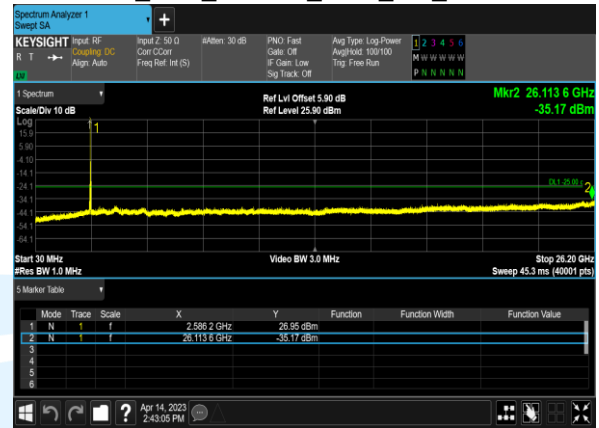 Spectrum Analyzer 1
Swept SA
KEYSIGHT Input: RF Input Z: 50 Ω #Atten: 30 dB PNO: Fast Avg Type: Log-Power 1 2 3 4 5 6
R T Coupling: DC Corr CCorr Gate: Off Avg|Hold: 100/100 M W W W W W
Align: Auto Freq Ref: Int (S) IF Gain: Low Trig: Free Run P N N N N N
Sig Track: Off
LXI
1 Spectrum Ref Lvl Offset 5.90 dB Mkr2 26.113 6 GHz
Scale/Div 10 dB Ref Level 25.90 dBm -35.17 dBm
Log
15.9
5.90
-4.10
-14.1
-24.1
-34.1
-44.1
-54.1
-64.1
1
2
Start 30 MHz Video BW 3.0 MHz Stop 26.20 GHz
#Res BW 1.0 MHz Sweep 45.3 ms (40001 pts)
5 Marker Table
Mode Trace Scale X Y Function Function Width Function Value
1 N 1 f 2.586 2 GHz 26.95 dBm
2 N 1 f 26.113 6 GHz -35.17 dBm
3
4
5
6
? Apr 14, 2023
2:43:05 PM